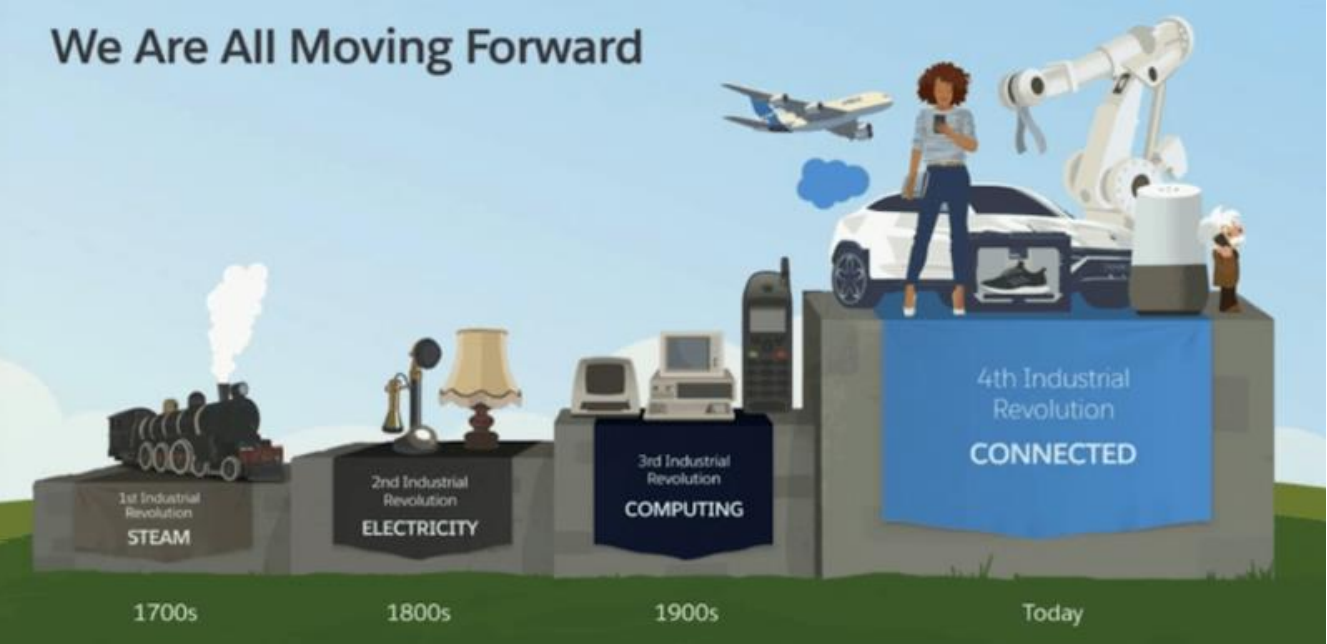 We Are All Moving Forward
4th Industrial
Revolution
CONNECTED
3rd Industrial
Revolution
COMPUTING
2nd Industrial
Revolution
ELECTRICITY
1st Industrial
Revolution
STEAM
1700s
1800s
1900s
Today